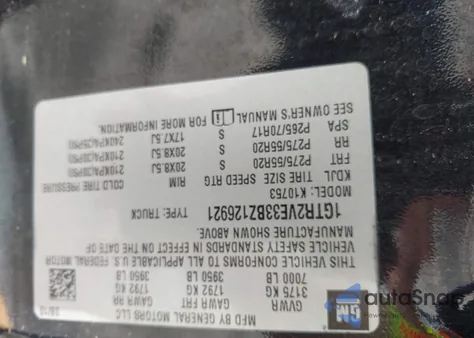 GM
MFD BY GENERAL MOTORS LLC
GVWR GAWR FRT GAWR RR
3175 KG 1792 KG 1792 KG
7000 LB 3950 LB 3950 LB
THIS VEHICLE CONFORMS TO ALL APPLICABLE U.S. FEDERAL MOTOR
VEHICLE SAFETY STANDARDS IN EFFECT ON THE DATE OF
MANUFACTURE SHOWN ABOVE.
1GTR2VE33BZ126921 TYPE: TRUCK
MODEL: K10753
TIRE SIZE SPEED RTG RIM COLD TIRE PRESSURE
FRT P275/55R20 S 20X8.5J 210KPA(30PSI)
RR P275/55R20 S 20X8.5J 210KPA(30PSI)
SPA P265/70R17 S 17X7.5J 240KPA(35PSI)
SEE OWNER'S MANUAL FOR MORE INFORMATION.
autoSnap